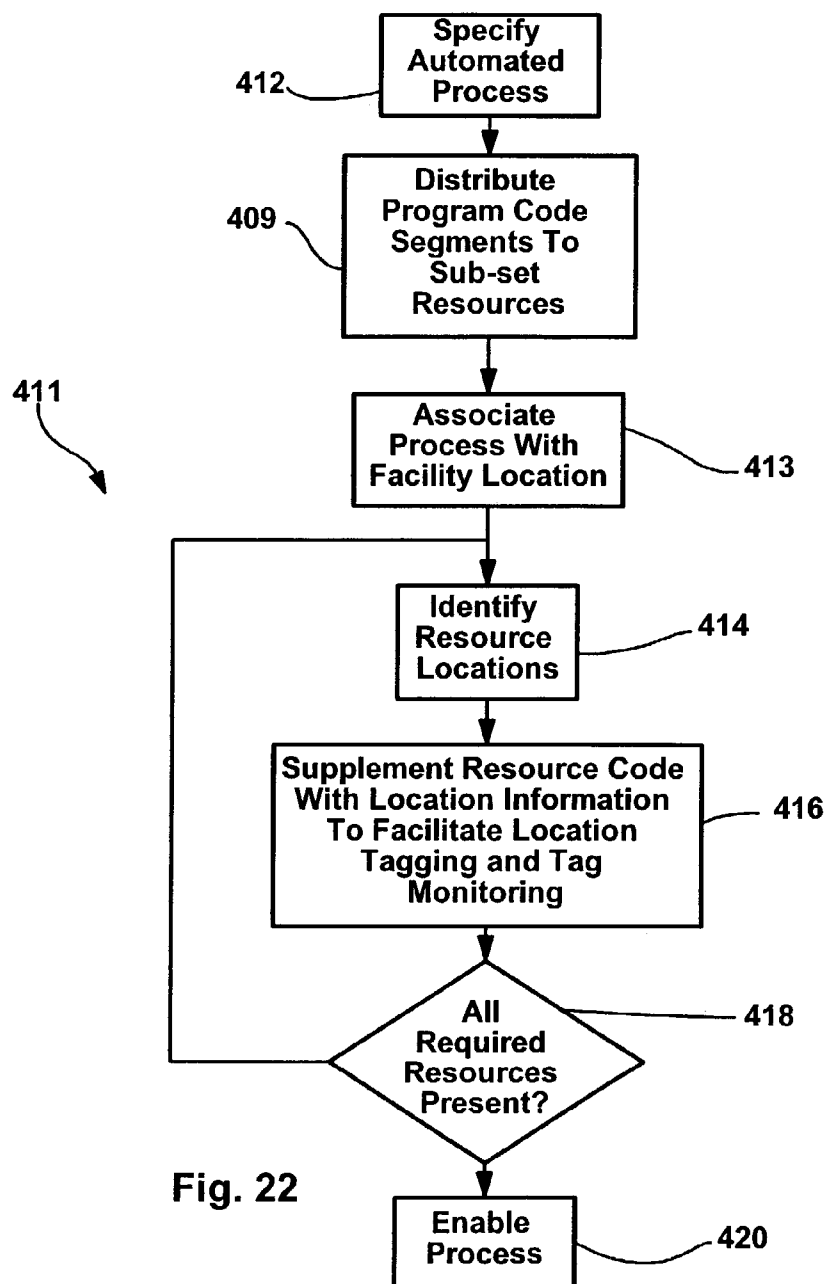 Specify
Automated
Process
412
Distribute
Program Code
Segments To
Sub-set
Resources
409
411
Associate
Process With
Facility Location
413
Identify
Resource
Locations
414
Supplement Resource Code
With Location Information
To Facilitate Location
Tagging and Tag
Monitoring
416
All
Required
Resources
Present?
418
Fig. 22
Enable
Process
420